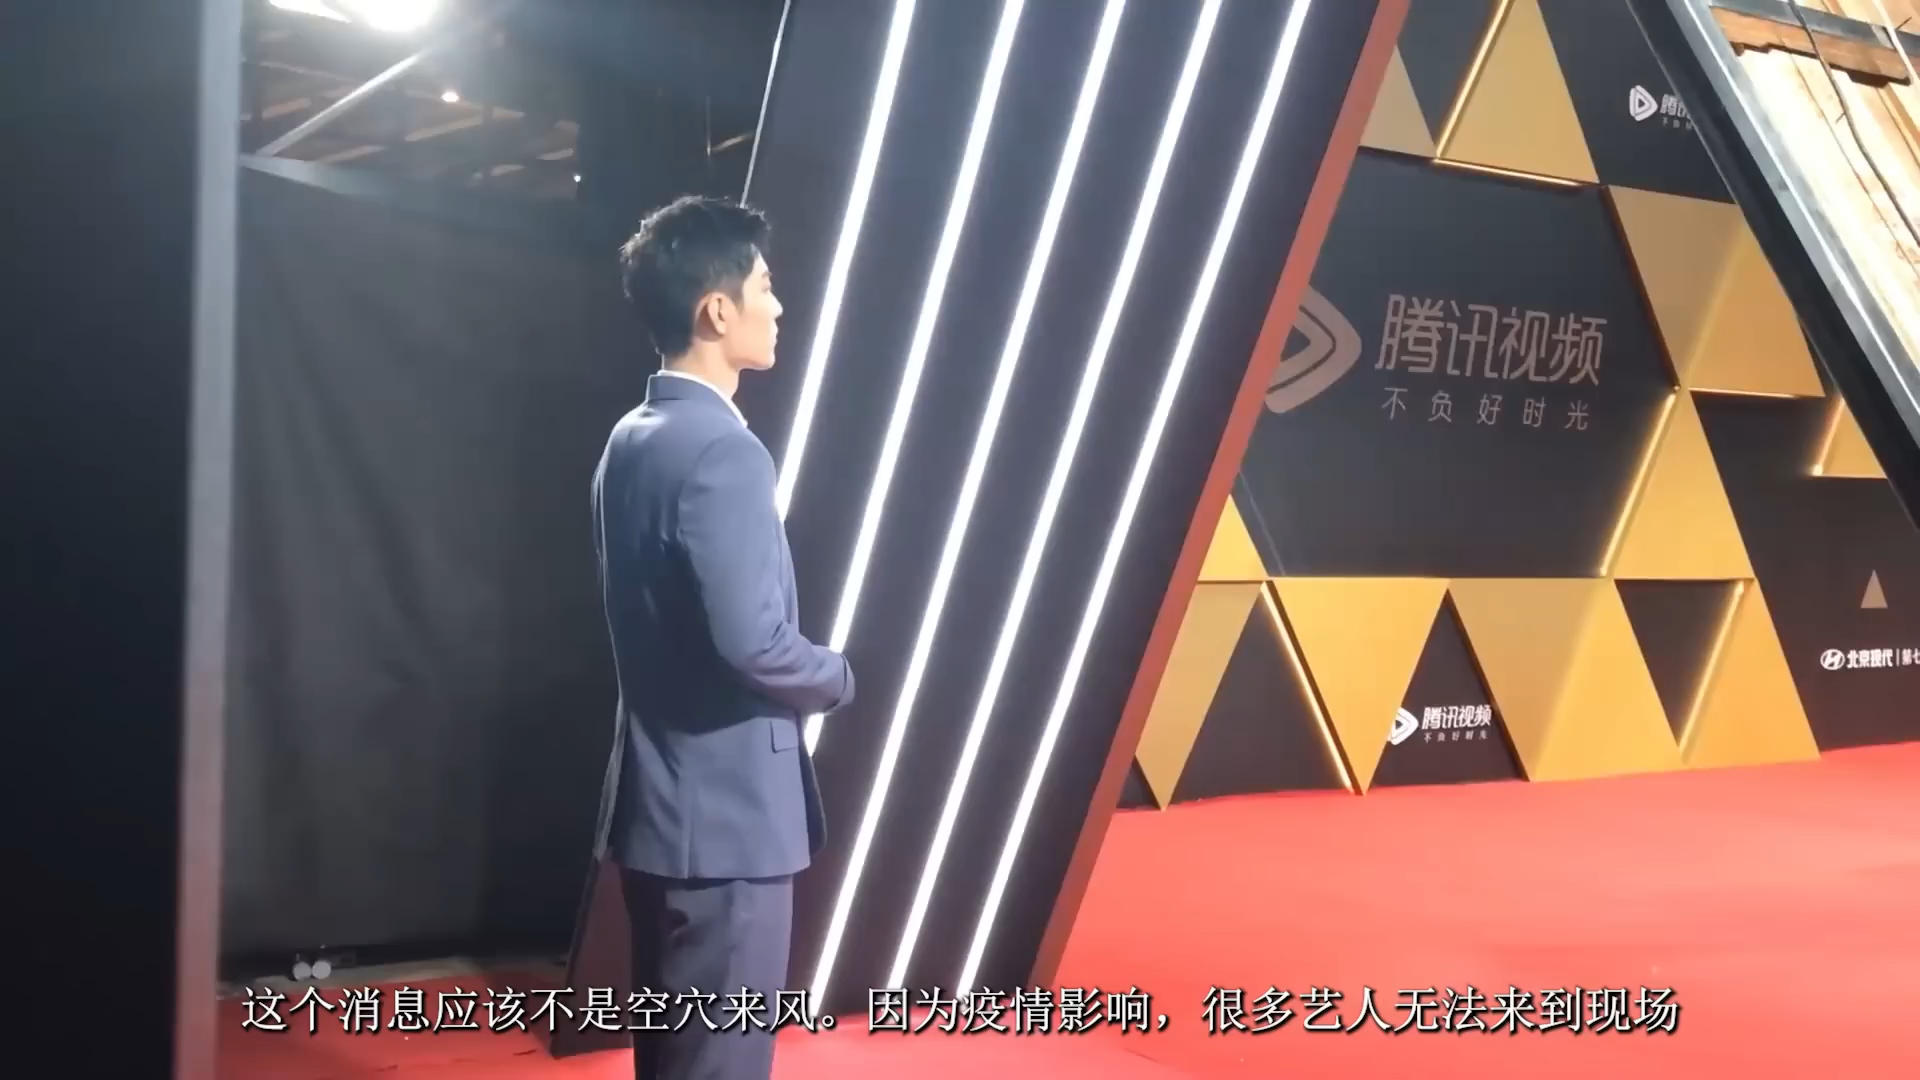 腾讯视频
不负好时光
腾讯视频
不负好时光
北京现代
这个消息应该不是空穴来风。因为疫情影响，很多艺人无法来到现场